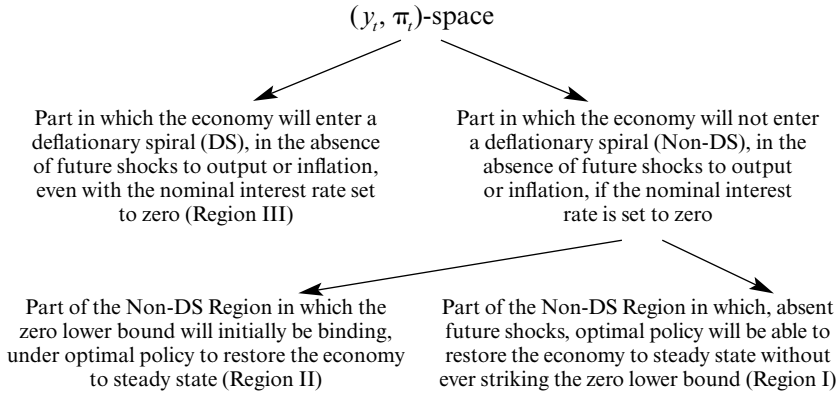 (y_t, π_t)-space
Part in which the economy will enter a
deflationary spiral (DS), in the absence
of future shocks to output or inflation,
even with the nominal interest rate set
to zero (Region III)
Part in which the economy will not enter
a deflationary spiral (Non-DS), in the
absence of future shocks to output
or inflation, if the nominal interest
rate is set to zero
Part of the Non-DS Region in which the
zero lower bound will initially be binding,
under optimal policy to restore the economy
to steady state (Region II)
Part of the Non-DS Region in which, absent
future shocks, optimal policy will be able to
restore the economy to steady state without
ever striking the zero lower bound (Region I)